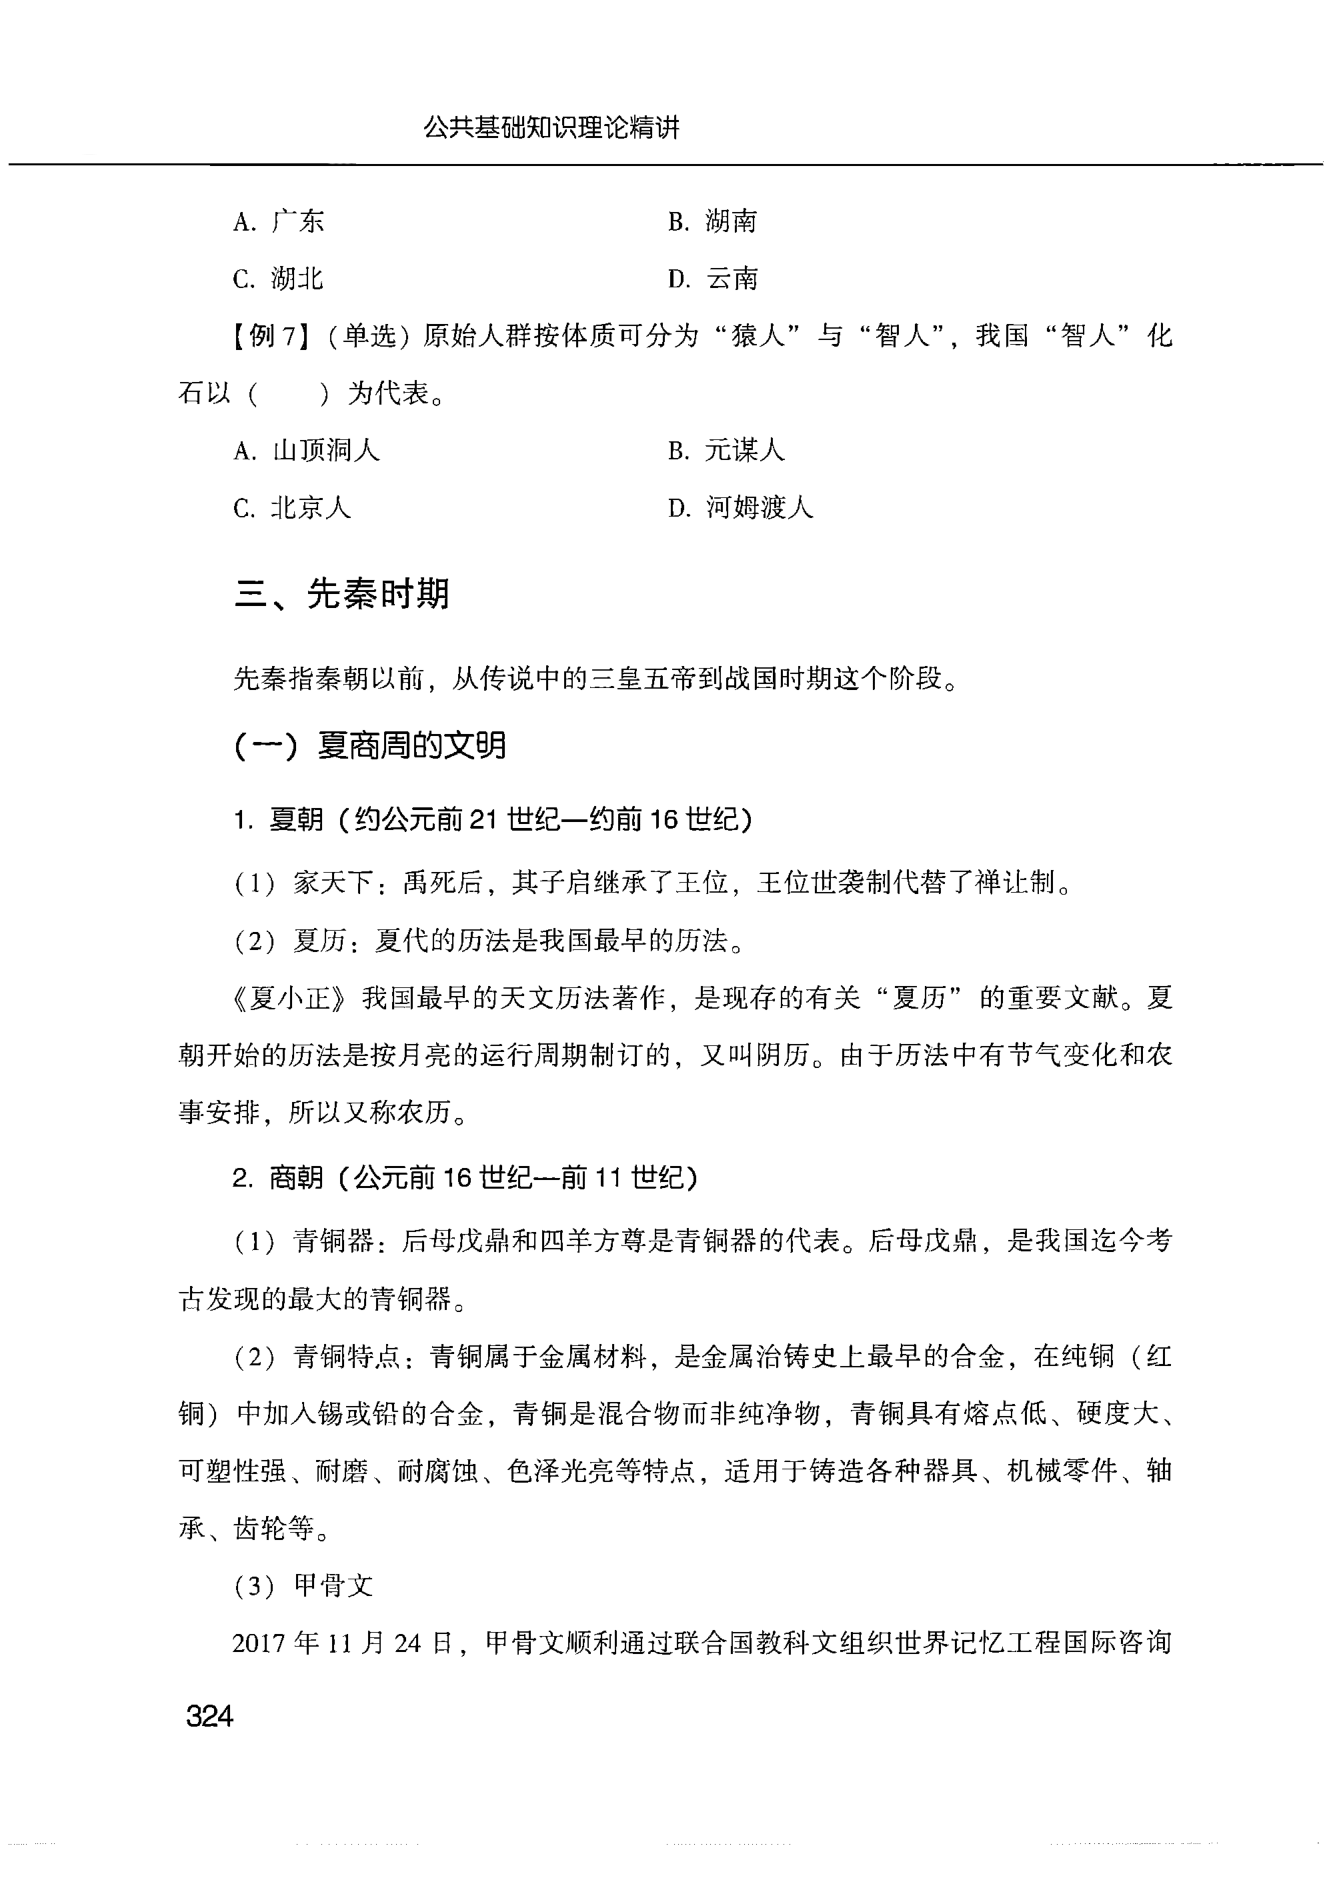 公共基础知识理论精讲
A. 广东 B. 湖南
C. 湖北 D. 云南
【例 7】（单选）原始人群按体质可分为“猿人”与“智人”，我国“智人”化
石以（ ）为代表。
A. 山顶洞人 B. 元谋人
C. 北京人 D. 河姆渡人
三、先秦时期
先秦指秦朝以前，从传说中的三皇五帝到战国时期这个阶段。
（一）夏商周的文明
1. 夏朝（约公元前 21 世纪—约前 16 世纪）
（1）家天下：禹死后，其子启继承了王位，王位世袭制代替了禅让制。
（2）夏历：夏代的历法是我国最早的历法。
《夏小正》我国最早的天文历法著作，是现存的有关“夏历”的重要文献。夏
朝开始的历法是按月亮的运行周期制订的，又叫阴历。由于历法中有节气变化和农
事安排，所以又称农历。
2. 商朝（公元前 16 世纪—前 11 世纪）
（1）青铜器：后母戊鼎和四羊方尊是青铜器的代表。后母戊鼎，是我国迄今考
古发现的最大的青铜器。
（2）青铜特点：青铜属于金属材料，是金属治铸史上最早的合金，在纯铜（红
铜）中加入锡或铅的合金，青铜是混合物而非纯净物，青铜具有熔点低、硬度大、
可塑性强、耐磨、耐腐蚀、色泽光亮等特点，适用于铸造各种器具、机械零件、轴
承、齿轮等。
（3）甲骨文
2017 年 11 月 24 日，甲骨文顺利通过联合国教科文组织世界记忆工程国际咨询
324